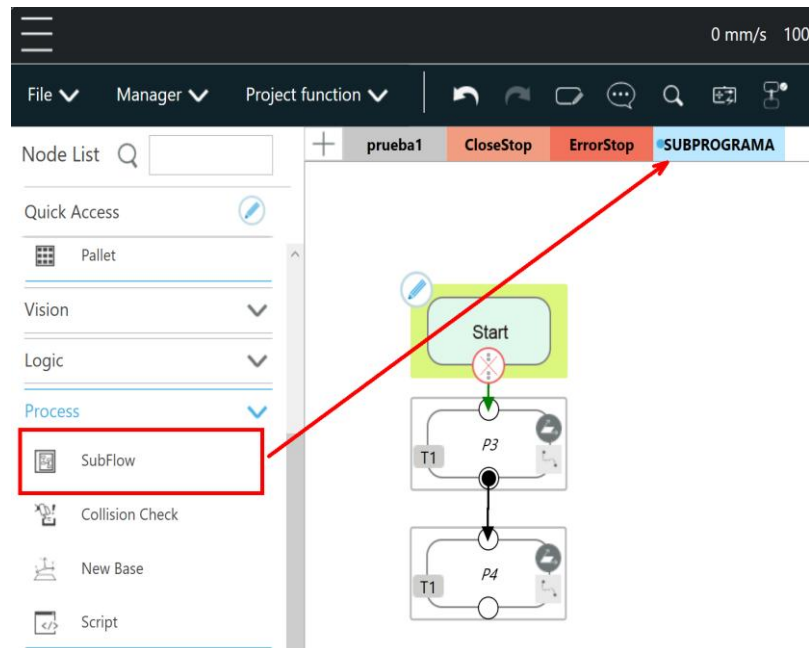 0 mm/s 100
File Manager Project function
Node List
prueba1 CloseStop ErrorStop SUBPROGRAMA
Quick Access
Pallet
Vision
Start
Logic
Process
P3
T1
SubFlow
Collision Check
P4
New Base
T1
Script